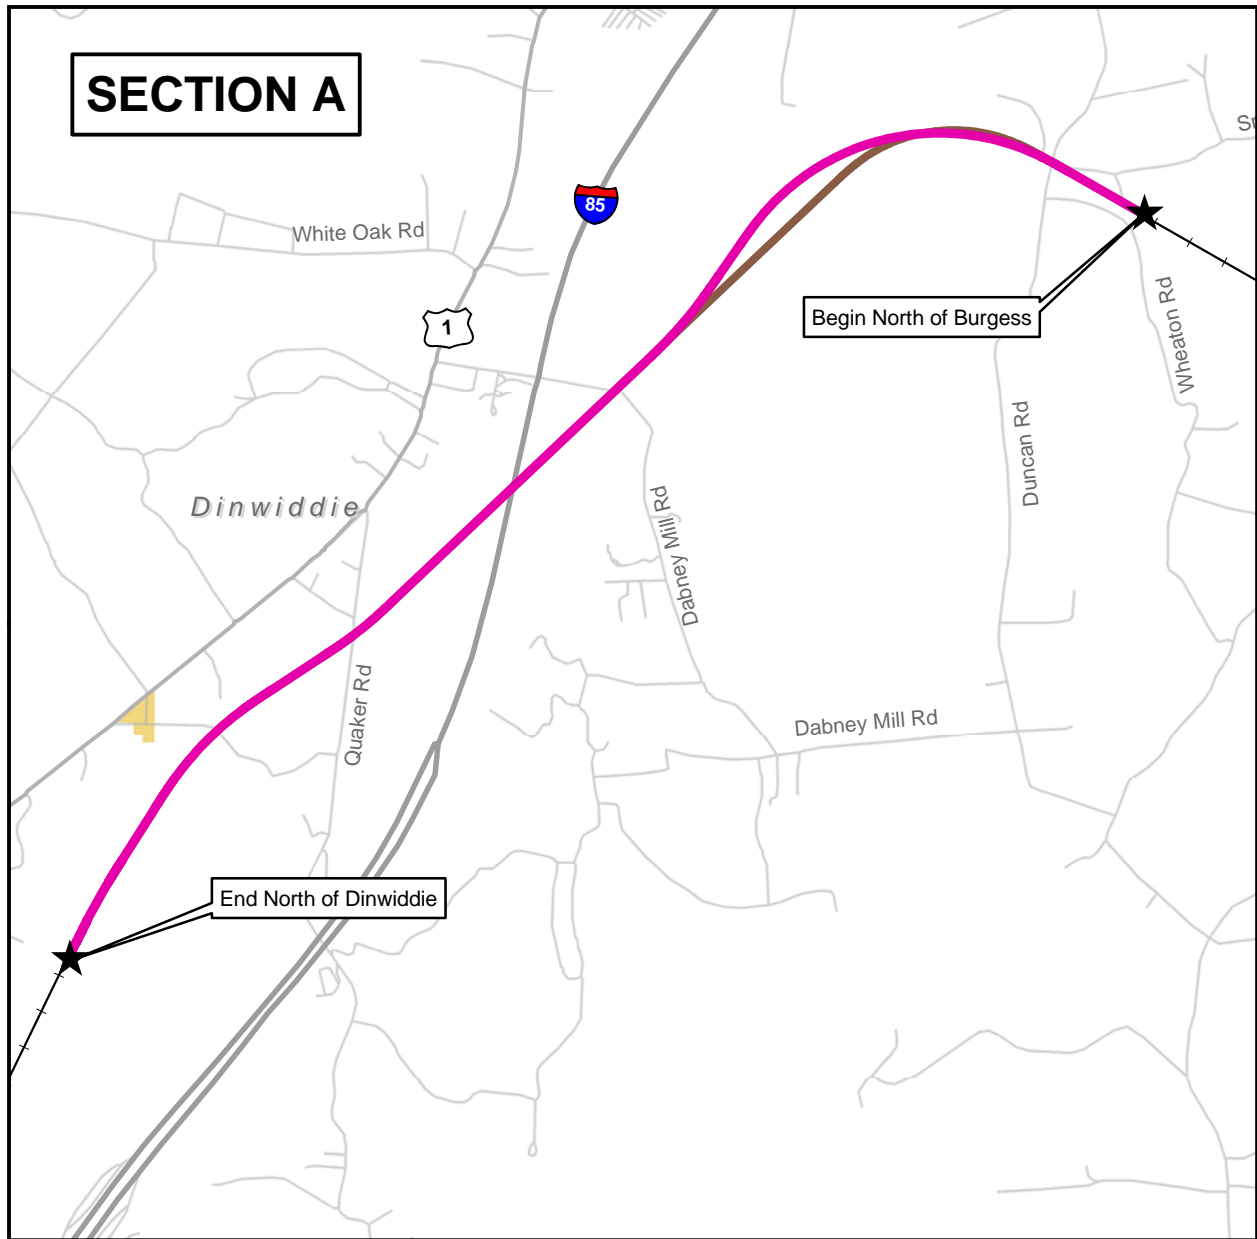 SECTION A
White Oak Rd
85
1
Begin North of Burgess
Wheaton Rd
Duncan Rd
Dinwiddie
Dabney Mill Rd
Quaker Rd
Dabney Mill Rd
End North of Dinwiddie